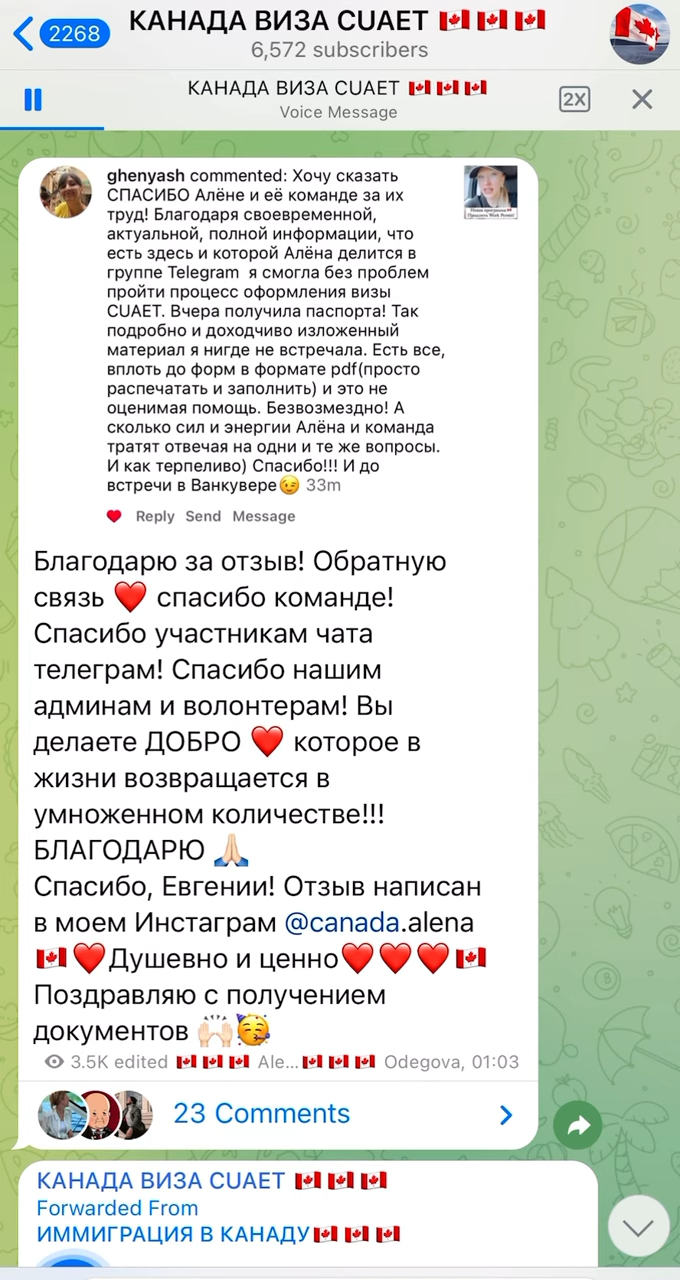 2268
КАНАДА ВИЗА CUAET 🇨🇦🇨🇦🇨🇦
6,572 subscribers
КАНАДА ВИЗА CUAET 🇨🇦🇨🇦🇨🇦
Voice Message
2X
ghenyash commented: Хочу сказать
СПАСИБО Алёне и её команде за их
труд! Благодаря своевременной,
актуальной, полной информации, что
есть здесь и которой Алёна делится в
группе Telegram я смогла без проблем
пройти процесс оформления визы
CUAET. Вчера получила паспорта! Так
подробно и доходчиво изложенный
материал я нигде не встречала. Есть все,
вплоть до форм в формате pdf(просто
распечатать и заполнить) и это не
оценимая помощь. Безвозмездно! А
сколько сил и энергии Алёна и команда
тратят отвечая на одни и те же вопросы.
И как терпеливо) Спасибо!!! И до
встречи в Ванкувере😉 33m
Reply Send Message
Благодарю за отзыв! Обратную
связь ❤️ спасибо команде!
Спасибо участникам чата
телеграм! Спасибо нашим
админам и волонтерам! Вы
делаете ДОБРО ❤️ которое в
жизни возвращается в
умноженном количестве!!!
БЛАГОДАРЮ 🙏🏻
Спасибо, Евгении! Отзыв написан
в моем Инстаграм @canada.alena
🇨🇦❤️Душевно и ценно❤️❤️❤️🇨🇦
Поздравляю с получением
документов 🙌🏻🥳
3.5K edited 🇨🇦🇨🇦🇨🇦 Ale...🇨🇦🇨🇦🇨🇦 Odegova, 01:03
23 Comments
КАНАДА ВИЗА CUAET 🇨🇦🇨🇦🇨🇦
Forwarded From
ИММИГРАЦИЯ В КАНАДУ🇨🇦🇨🇦🇨🇦